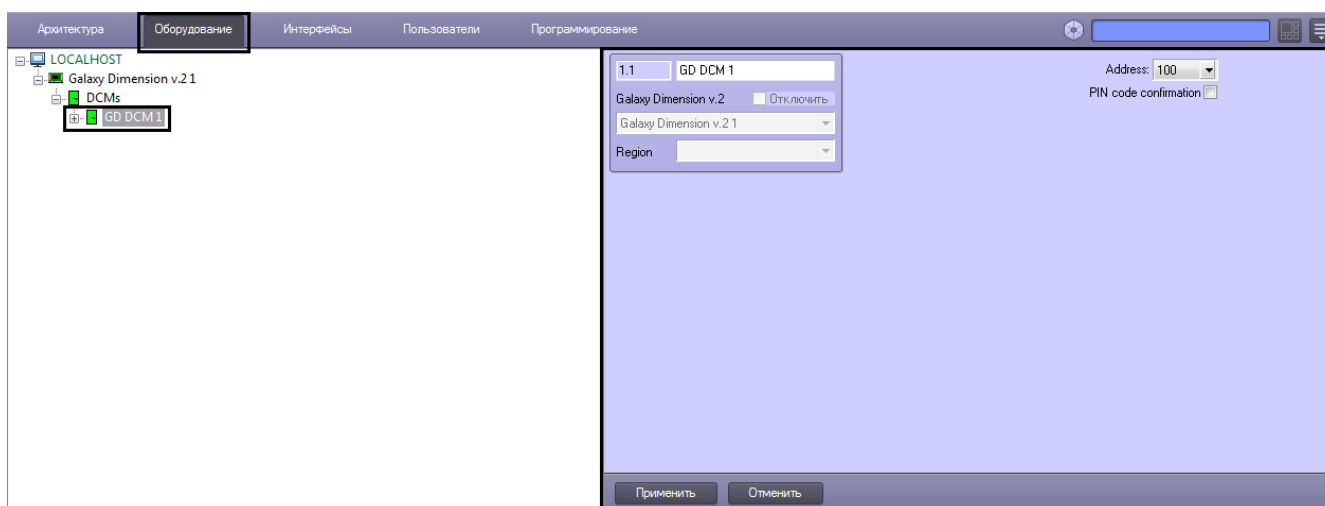 Архитектура Оборудование Интерфейсы Пользователи Программирование
LOCALHOST
Galaxy Dimension v.2 1
DCMs
GD DCM 1
1.1 GD DCM 1
Galaxy Dimension v.2 Отключить
Galaxy Dimension v.2 1
Region
Address: 100
PIN code confirmation
Применить Отменить